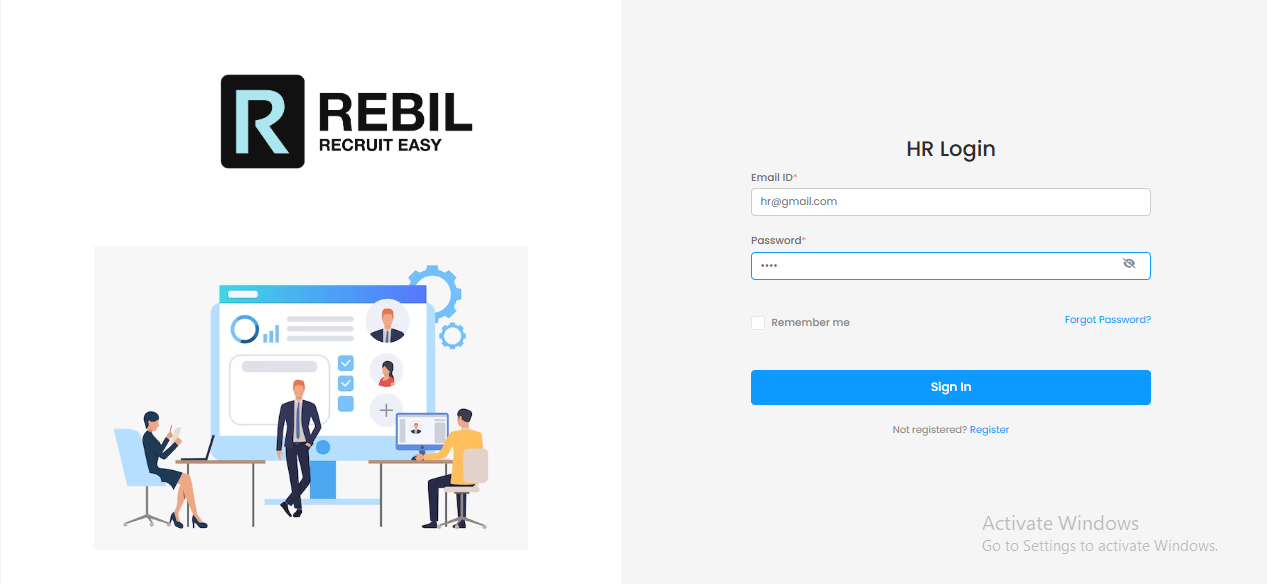 R REBIL
RECRUIT EASY
HR Login
Email ID*
hr@gmail.com
Password*
••••
Remember me
Forgot Password?
Sign In
Not registered? Register
Activate Windows
Go to Settings to activate Windows.